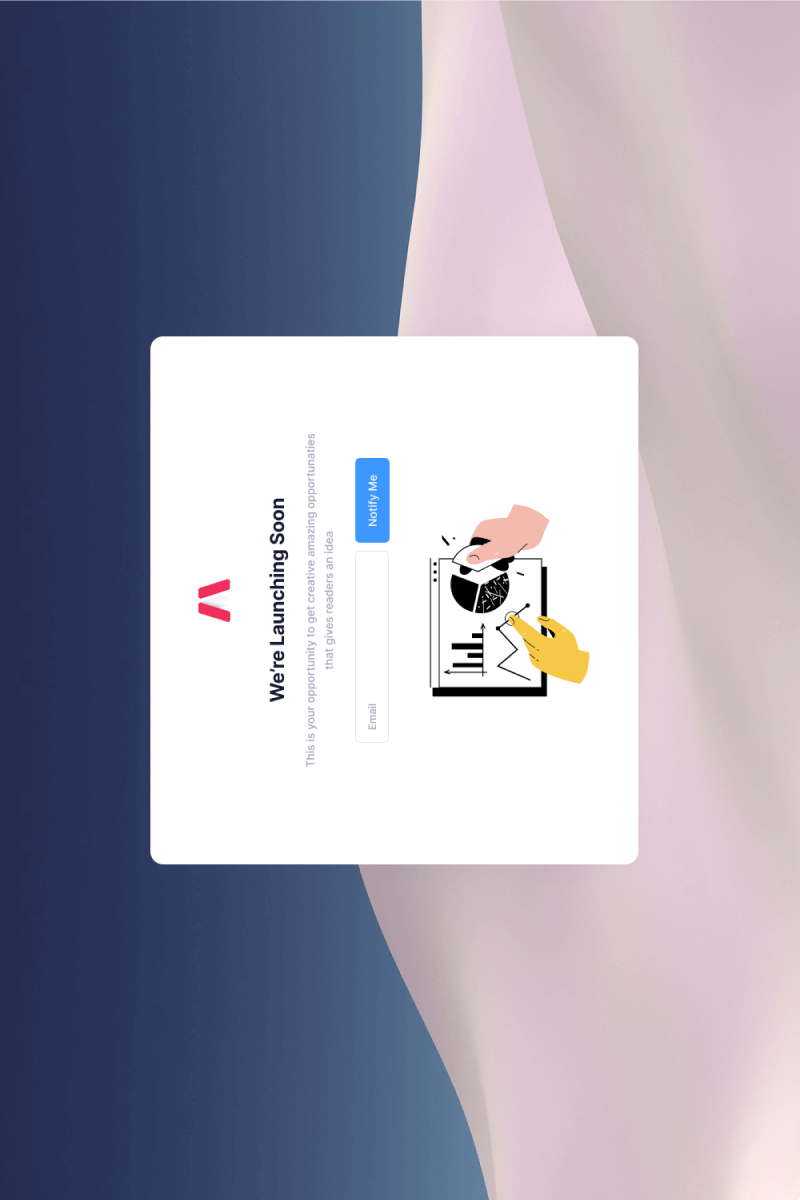 We're Launching Soon
This is your opportunity to get creative amazing opportunaties
that gives readers an idea
Email
Notify Me